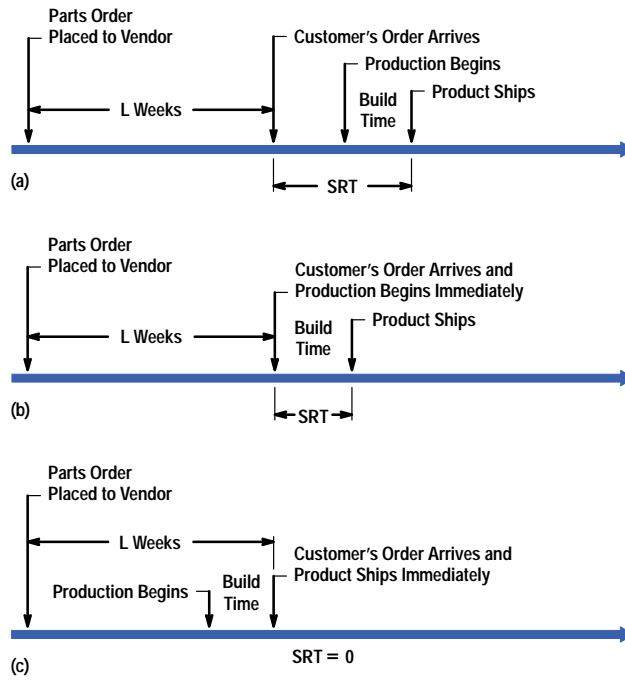 Parts Order
Placed to Vendor
Customer's Order Arrives
Production Begins
Build
Time
Product Ships
L Weeks
SRT
(a)
Parts Order
Placed to Vendor
Customer's Order Arrives and
Production Begins Immediately
Build
Time
Product Ships
L Weeks
SRT
(b)
Parts Order
Placed to Vendor
L Weeks
Customer's Order Arrives and
Product Ships Immediately
Production Begins
Build
Time
SRT = 0
(c)